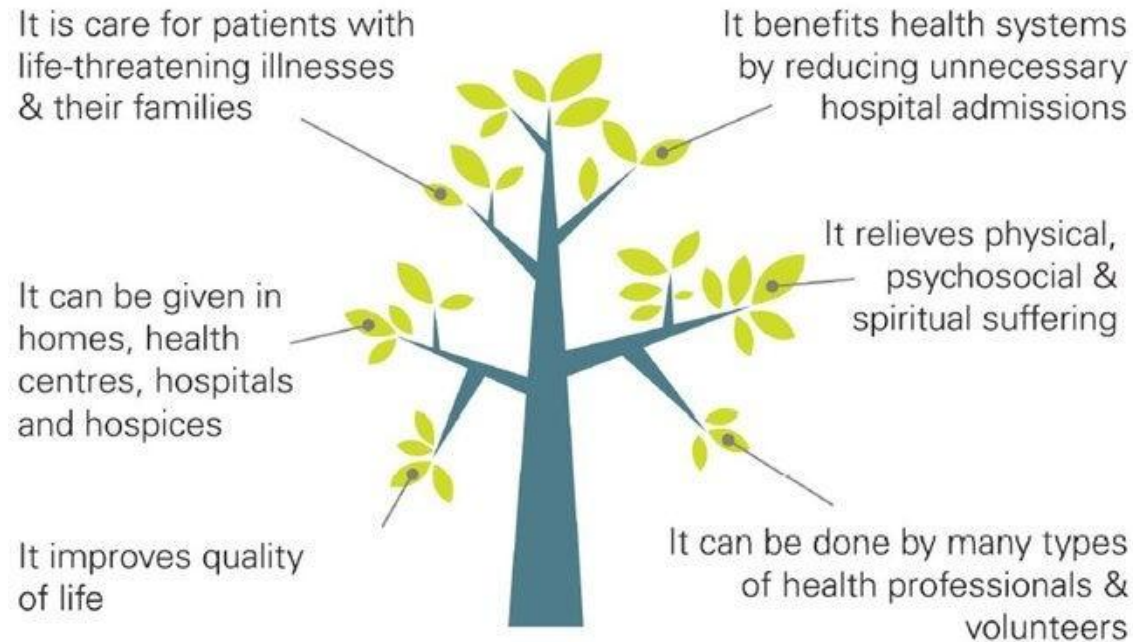 It is care for patients with
life-threatening illnesses
& their families
It benefits health systems
by reducing unnecessary
hospital admissions
It can be given in
homes, health
centres, hospitals
and hospices
It relieves physical,
psychosocial &
spiritual suffering
It improves quality
of life
It can be done by many types
of health professionals &
volunteers